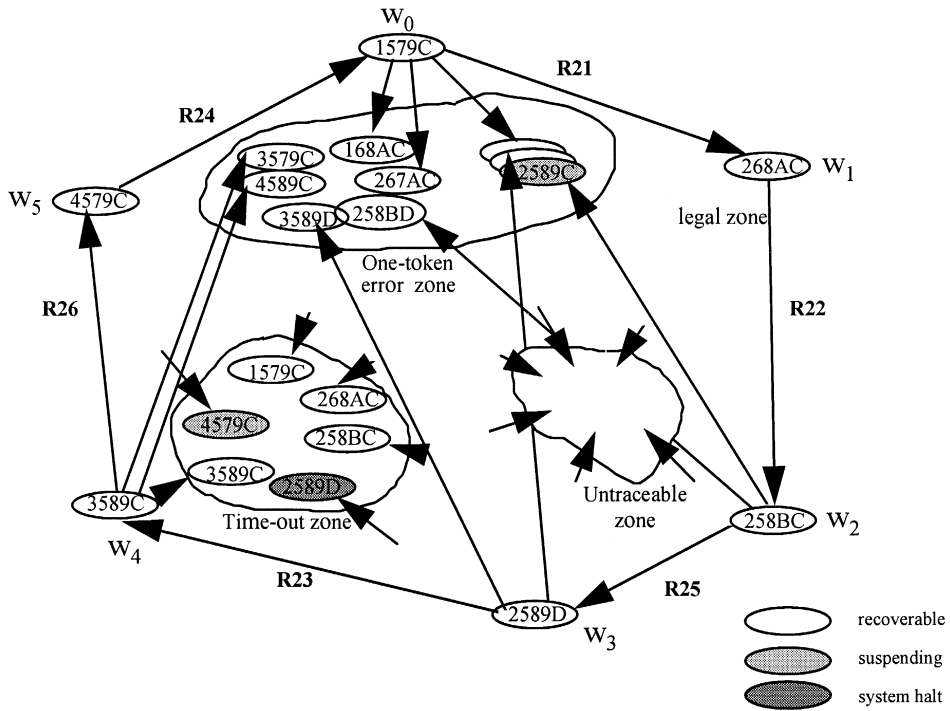 W0
1579C
R21
R24
3579C
168AC
2589C
268AC
W1
4589C
267AC
W5
4579C
3589D
258BD
legal zone
One-token
error zone
R26
R22
1579C
268AC
4579C
258BC
3589C
2589D
Untraceable
zone
3589C
Time-out zone
258BC
W2
W4
R23
R25
2589D
W3
recoverable
suspending
system halt